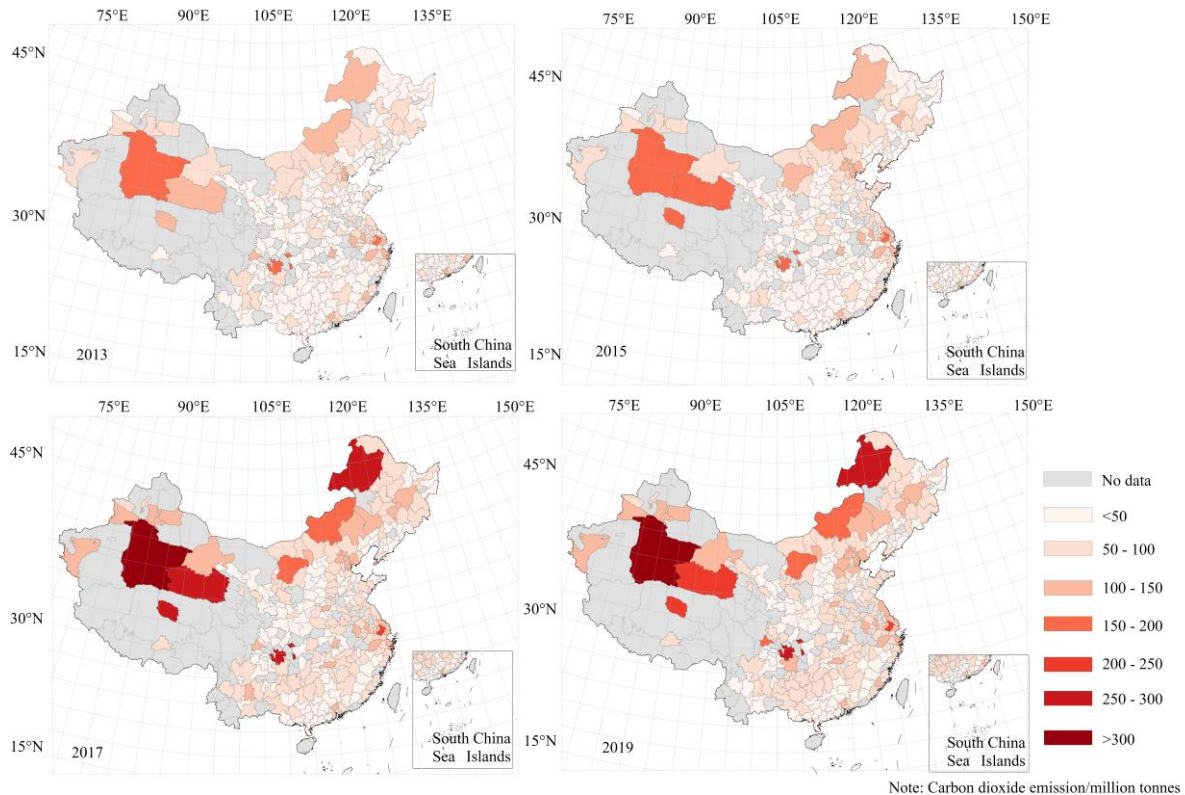 75°E 90°E 105°E 120°E 135°E
45°N
30°N
15°N
2013
South China
Sea Islands
75°E 90°E 105°E 120°E 135°E 150°E
45°N
30°N
15°N
2015
South China
Sea Islands
75°E 90°E 105°E 120°E 135°E 150°E
45°N
30°N
15°N
2017
South China
Sea Islands
75°E 90°E 105°E 120°E 135°E 150°E
45°N
30°N
15°N
2019
South China
Sea Islands
No data
<50
50 - 100
100 - 150
150 - 200
200 - 250
250 - 300
>300
Note: Carbon dioxide emission/million tonnes